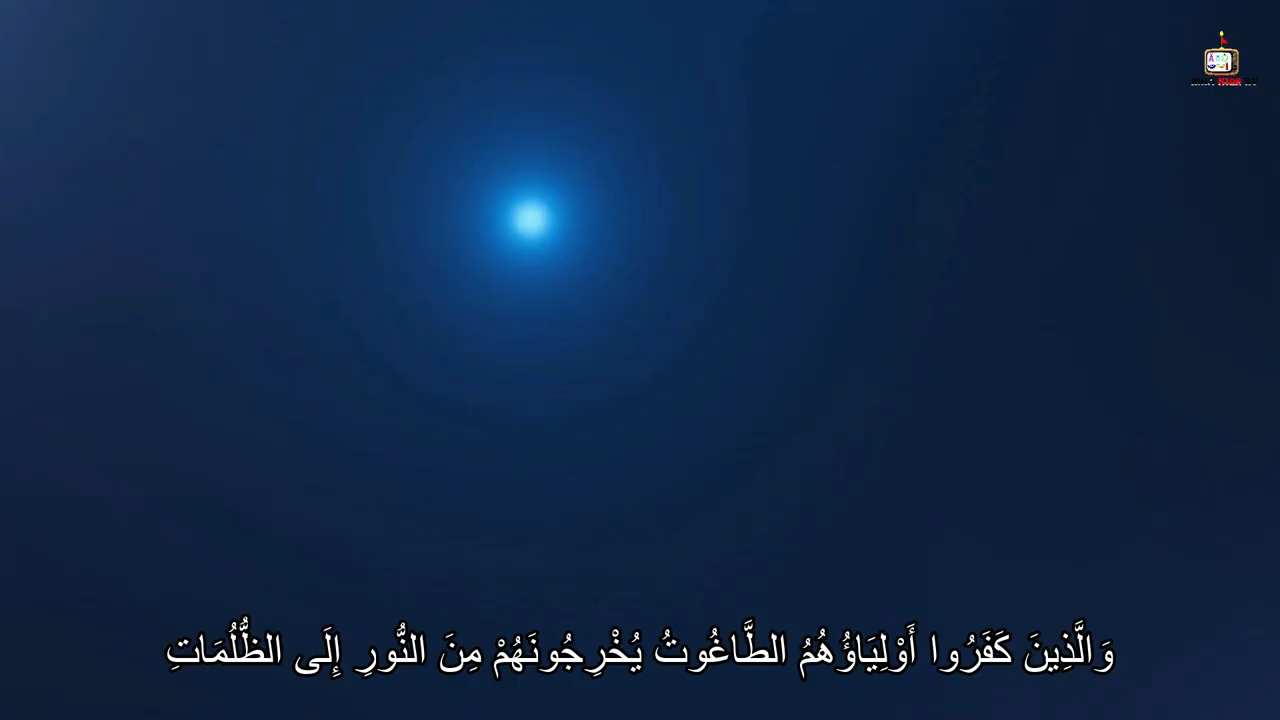 وَالَّذِينَ كَفَرُوا أَوْلِيَاؤُهُمُ الطَّاغُوتُ يُخْرِجُونَهُمْ مِنَ النُّورِ إِلَى الظُّلُمَاتِ